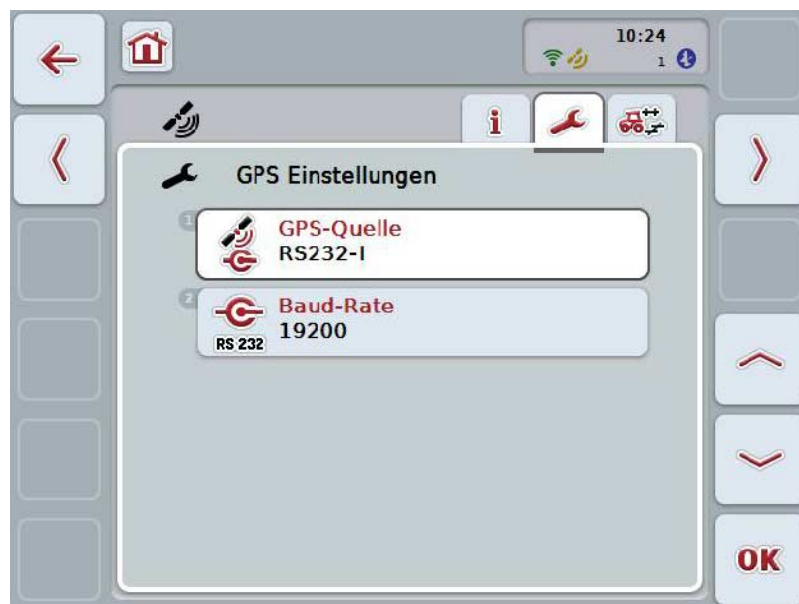 10:24
1
i
GPS Einstellungen
1
GPS-Quelle
RS232-I
2
Baud-Rate
19200
RS 232
OK